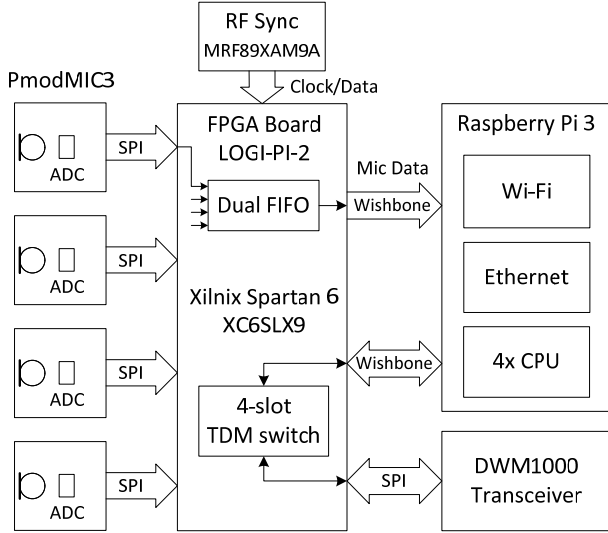 RF Sync
MRF89XAM9A
Clock/Data
PmodMIC3
ADC
SPI
ADC
SPI
ADC
SPI
ADC
SPI
FPGA Board
LOGI-PI-2
Dual FIFO
Xilnix Spartan 6
XC6SLX9
4-slot
TDM switch
Mic Data
Wishbone
Wishbone
SPI
Raspberry Pi 3
Wi-Fi
Ethernet
4x CPU
DWM1000
Transceiver